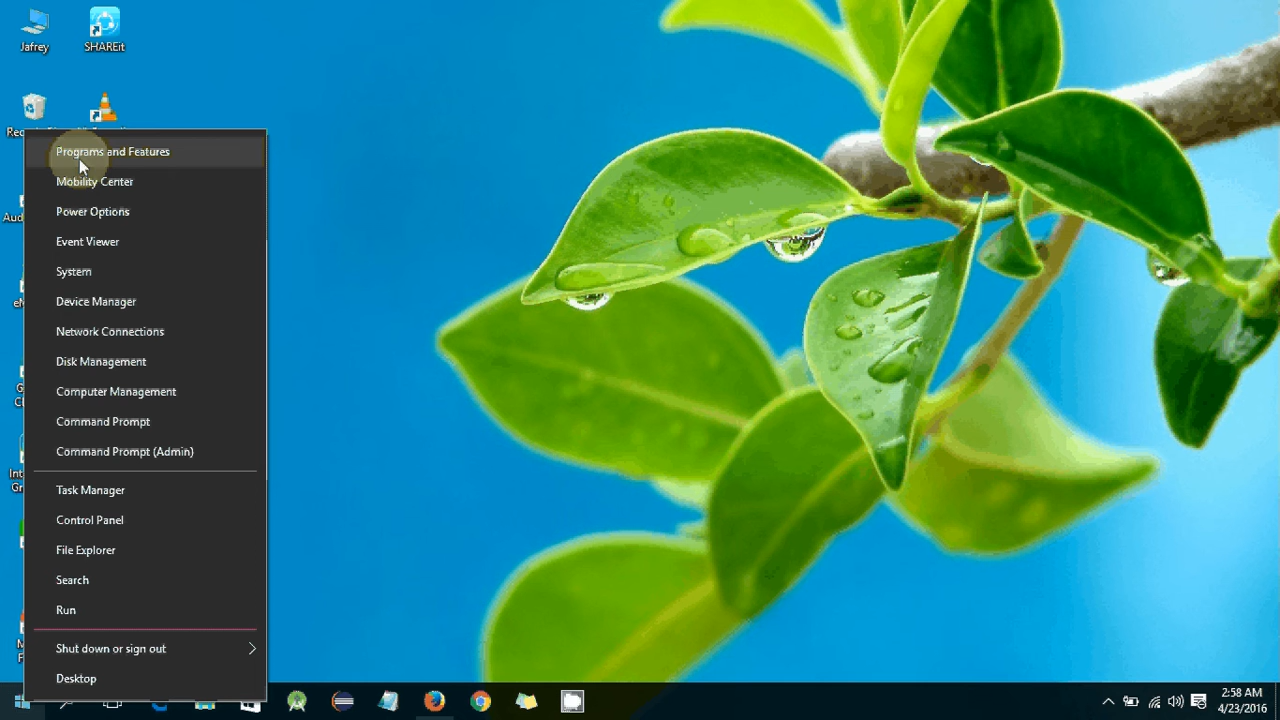 Jafrey
SHAREit
Programs and Features
Mobility Center
Power Options
Event Viewer
System
Device Manager
Network Connections
Disk Management
Computer Management
Command Prompt
Command Prompt (Admin)
Task Manager
Control Panel
File Explorer
Search
Run
Shut down or sign out
Desktop
2:58 AM
4/23/2016